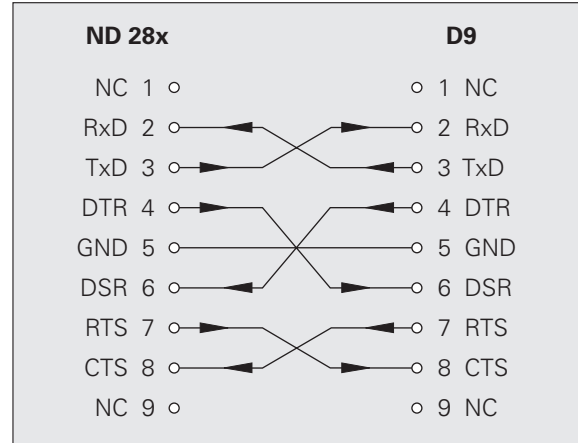 ND 28x D9
NC 1 1 NC
RxD 2 2 RxD
TxD 3 3 TxD
DTR 4 4 DTR
GND 5 5 GND
DSR 6 6 DSR
RTS 7 7 RTS
CTS 8 8 CTS
NC 9 9 NC